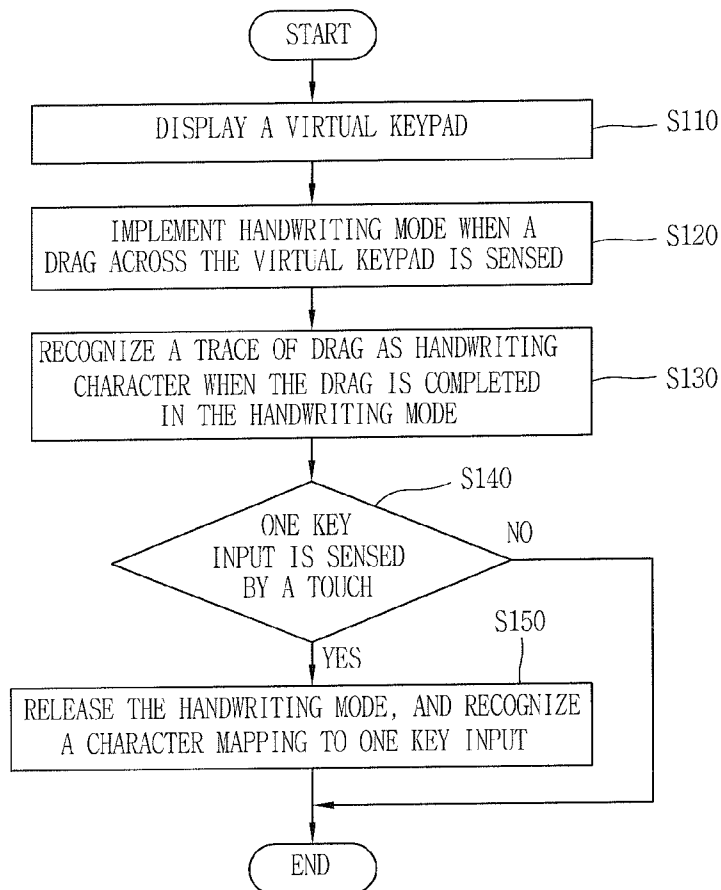 START
DISPLAY A VIRTUAL KEYPAD
S110
IMPLEMENT HANDWRITING MODE WHEN A
DRAG ACROSS THE VIRTUAL KEYPAD IS SENSED
S120
RECOGNIZE A TRACE OF DRAG AS HANDWRITING
CHARACTER WHEN THE DRAG IS COMPLETED
IN THE HANDWRITING MODE
S130
S140
ONE KEY
INPUT IS SENSED
BY A TOUCH
NO
YES
S150
RELEASE THE HANDWRITING MODE, AND RECOGNIZE
A CHARACTER MAPPING TO ONE KEY INPUT
END